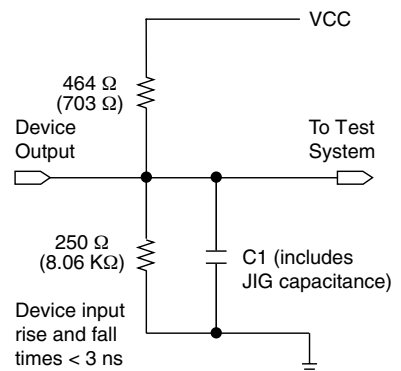 VCC
464 Ω
(703 Ω)
Device
Output
To Test
System
250 Ω
(8.06 KΩ)
C1 (includes
JIG capacitance)
Device input
rise and fall
times < 3 ns